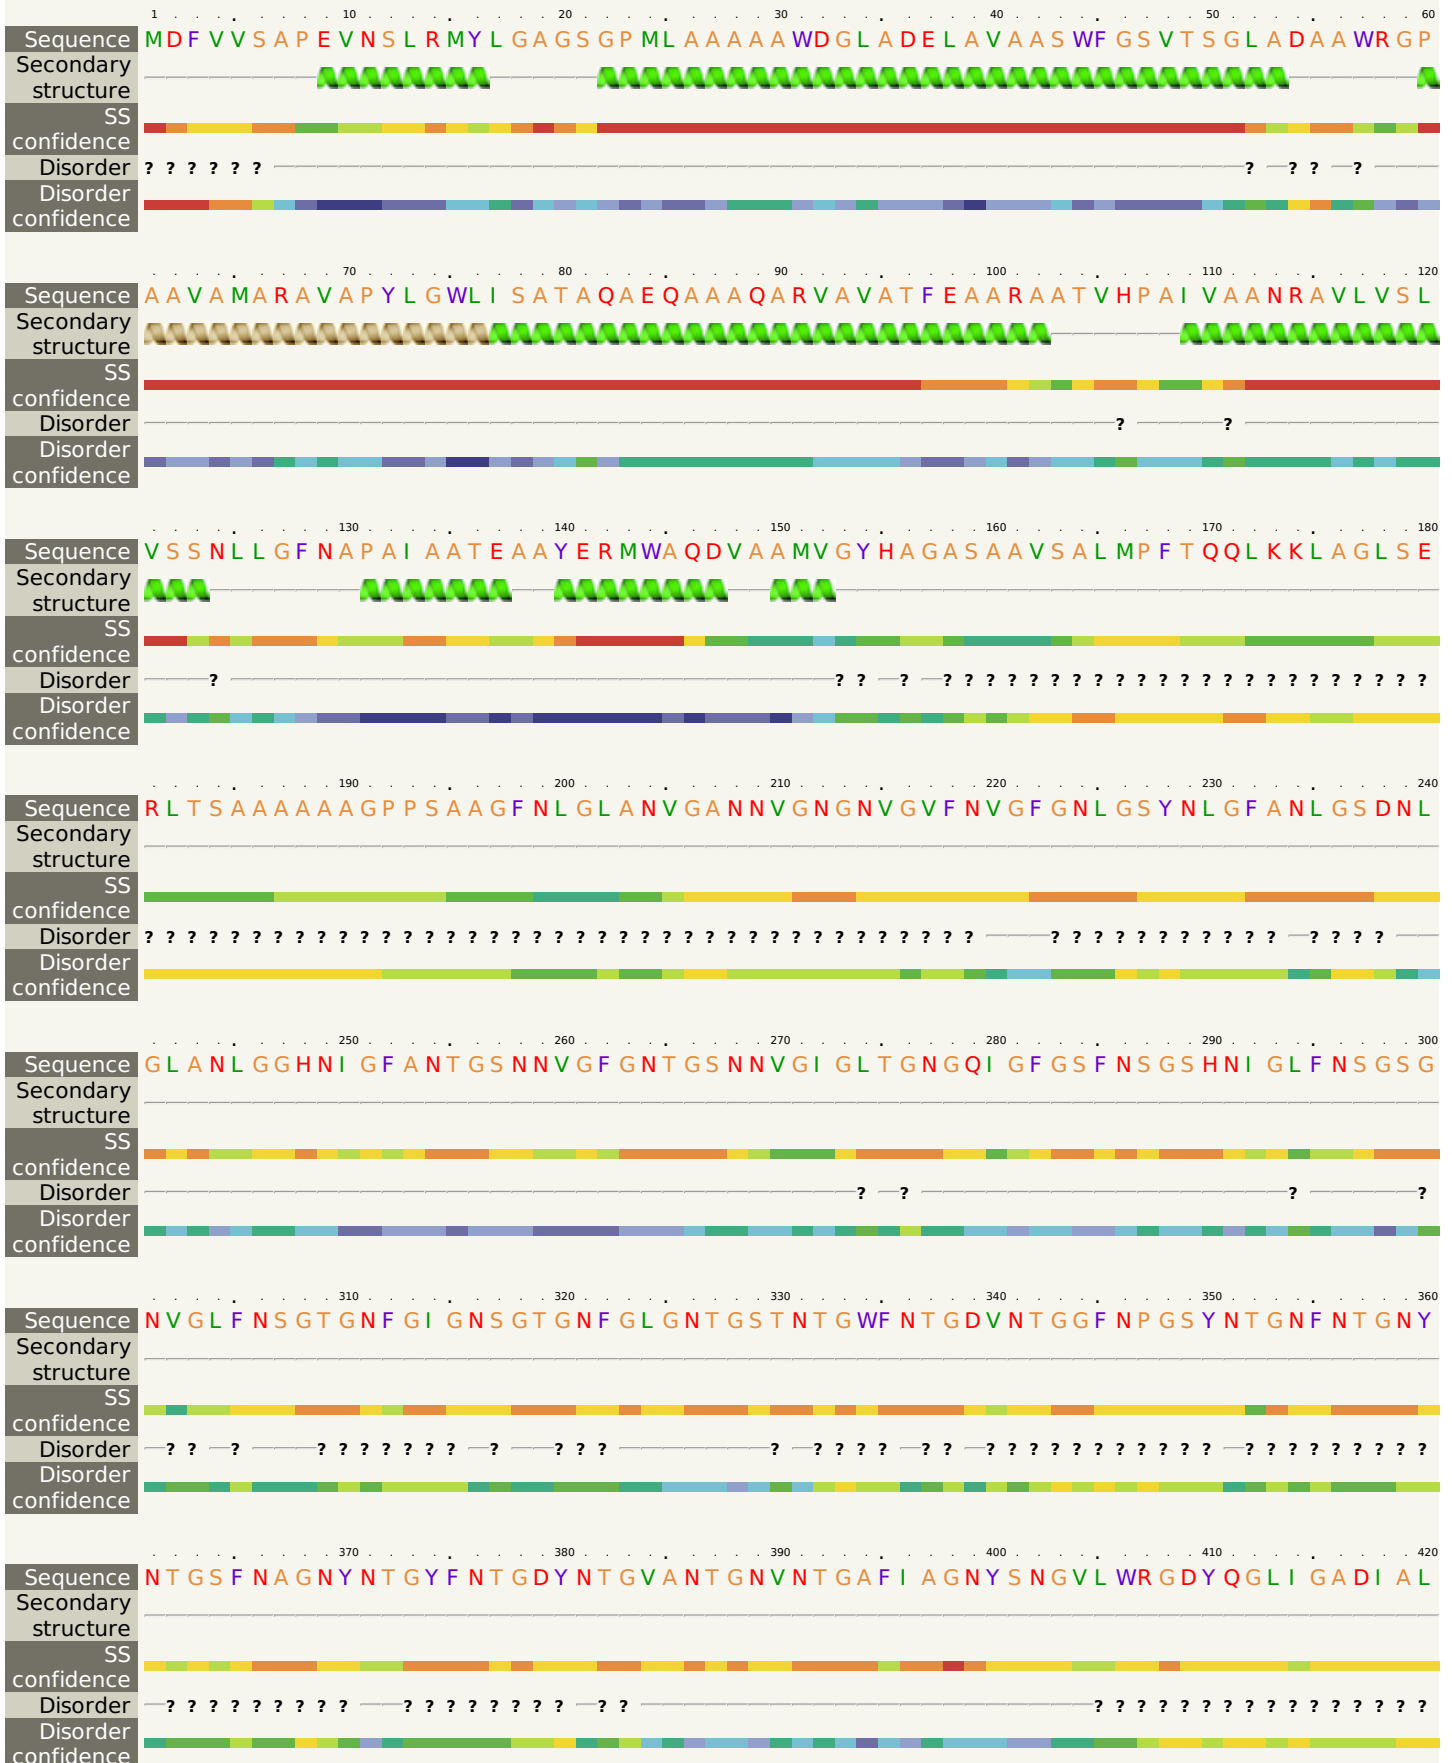 1 10 20 30 40 50 60
Sequence MDFVVSAPEVNSLRMYLGAGSGPMLAAAAAWDGLADELAVAASWFGSVTSGLADAAWRGP
Secondary
structure
SS
confidence
Disorder ? ? ? ? ? ? ? ? ? ?
Disorder
confidence
70 80 90 100 110 120
Sequence AAVAMARAVAPYLGWLISATAQAEQAAAQARVAVATFEAARAATVHPAIVAANRAVLVSL
Secondary
structure
SS
confidence
Disorder ? ?
Disorder
confidence
130 140 150 160 170 180
Sequence VSSNLLGFNAPAIAATEAAYERMWAQDVAAMVGYHAGASAAVSALMPFTQQLKKLAGLSE
Secondary
structure
SS
confidence
Disorder ? ? ? ? ? ? ? ? ? ? ? ? ? ? ? ? ? ? ? ? ? ? ? ? ? ? ?
Disorder
confidence
190 200 210 220 230 240
Sequence RLTSAAAAAAGPPSAAGFNLGLANVGANNVGNGNVGVFNVGFGNLGSYNLGFANLGSDNL
Secondary
structure
SS
confidence
Disorder ? ? ? ? ? ? ? ? ? ? ? ? ? ? ? ? ? ? ? ? ? ? ? ? ? ? ? ? ? ? ? ? ? ? ? ? ? ? ? ? ? ? ? ? ? ? ? ? ? ? ? ? ? ?
Disorder
confidence
250 260 270 280 290 300
Sequence GLANLGGHNIGFANTGSNNVGFGNTGSNNVGIGLTGNGQIGFGSFNSGSHNIGLFNSGSG
Secondary
structure
SS
confidence
Disorder ? ? ? ?
Disorder
confidence
310 320 330 340 350 360
Sequence NVGLFNSGTGNFGIGNSGTGNFGLGNTGSTNTGWFNTGDVNTGGFNPGSYNTGNFNTGNY
Secondary
structure
SS
confidence
Disorder ? ? ? ? ? ? ? ? ? ? ? ? ? ? ? ? ? ? ? ? ? ? ? ? ? ? ? ? ? ? ? ? ? ? ? ? ? ? ? ? ?
Disorder
confidence
370 380 390 400 410 420
Sequence NTGSFNAGNYNTGYFNTGDYNTGVANTGNVNTGAFIAGNYSNGVLWRGDYQGLIGADIAL
Secondary
structure
SS
confidence
Disorder ? ? ? ? ? ? ? ? ? ? ? ? ? ? ? ? ? ? ? ? ? ? ? ? ? ? ? ? ? ? ? ? ? ? ?
Disorder
confidence